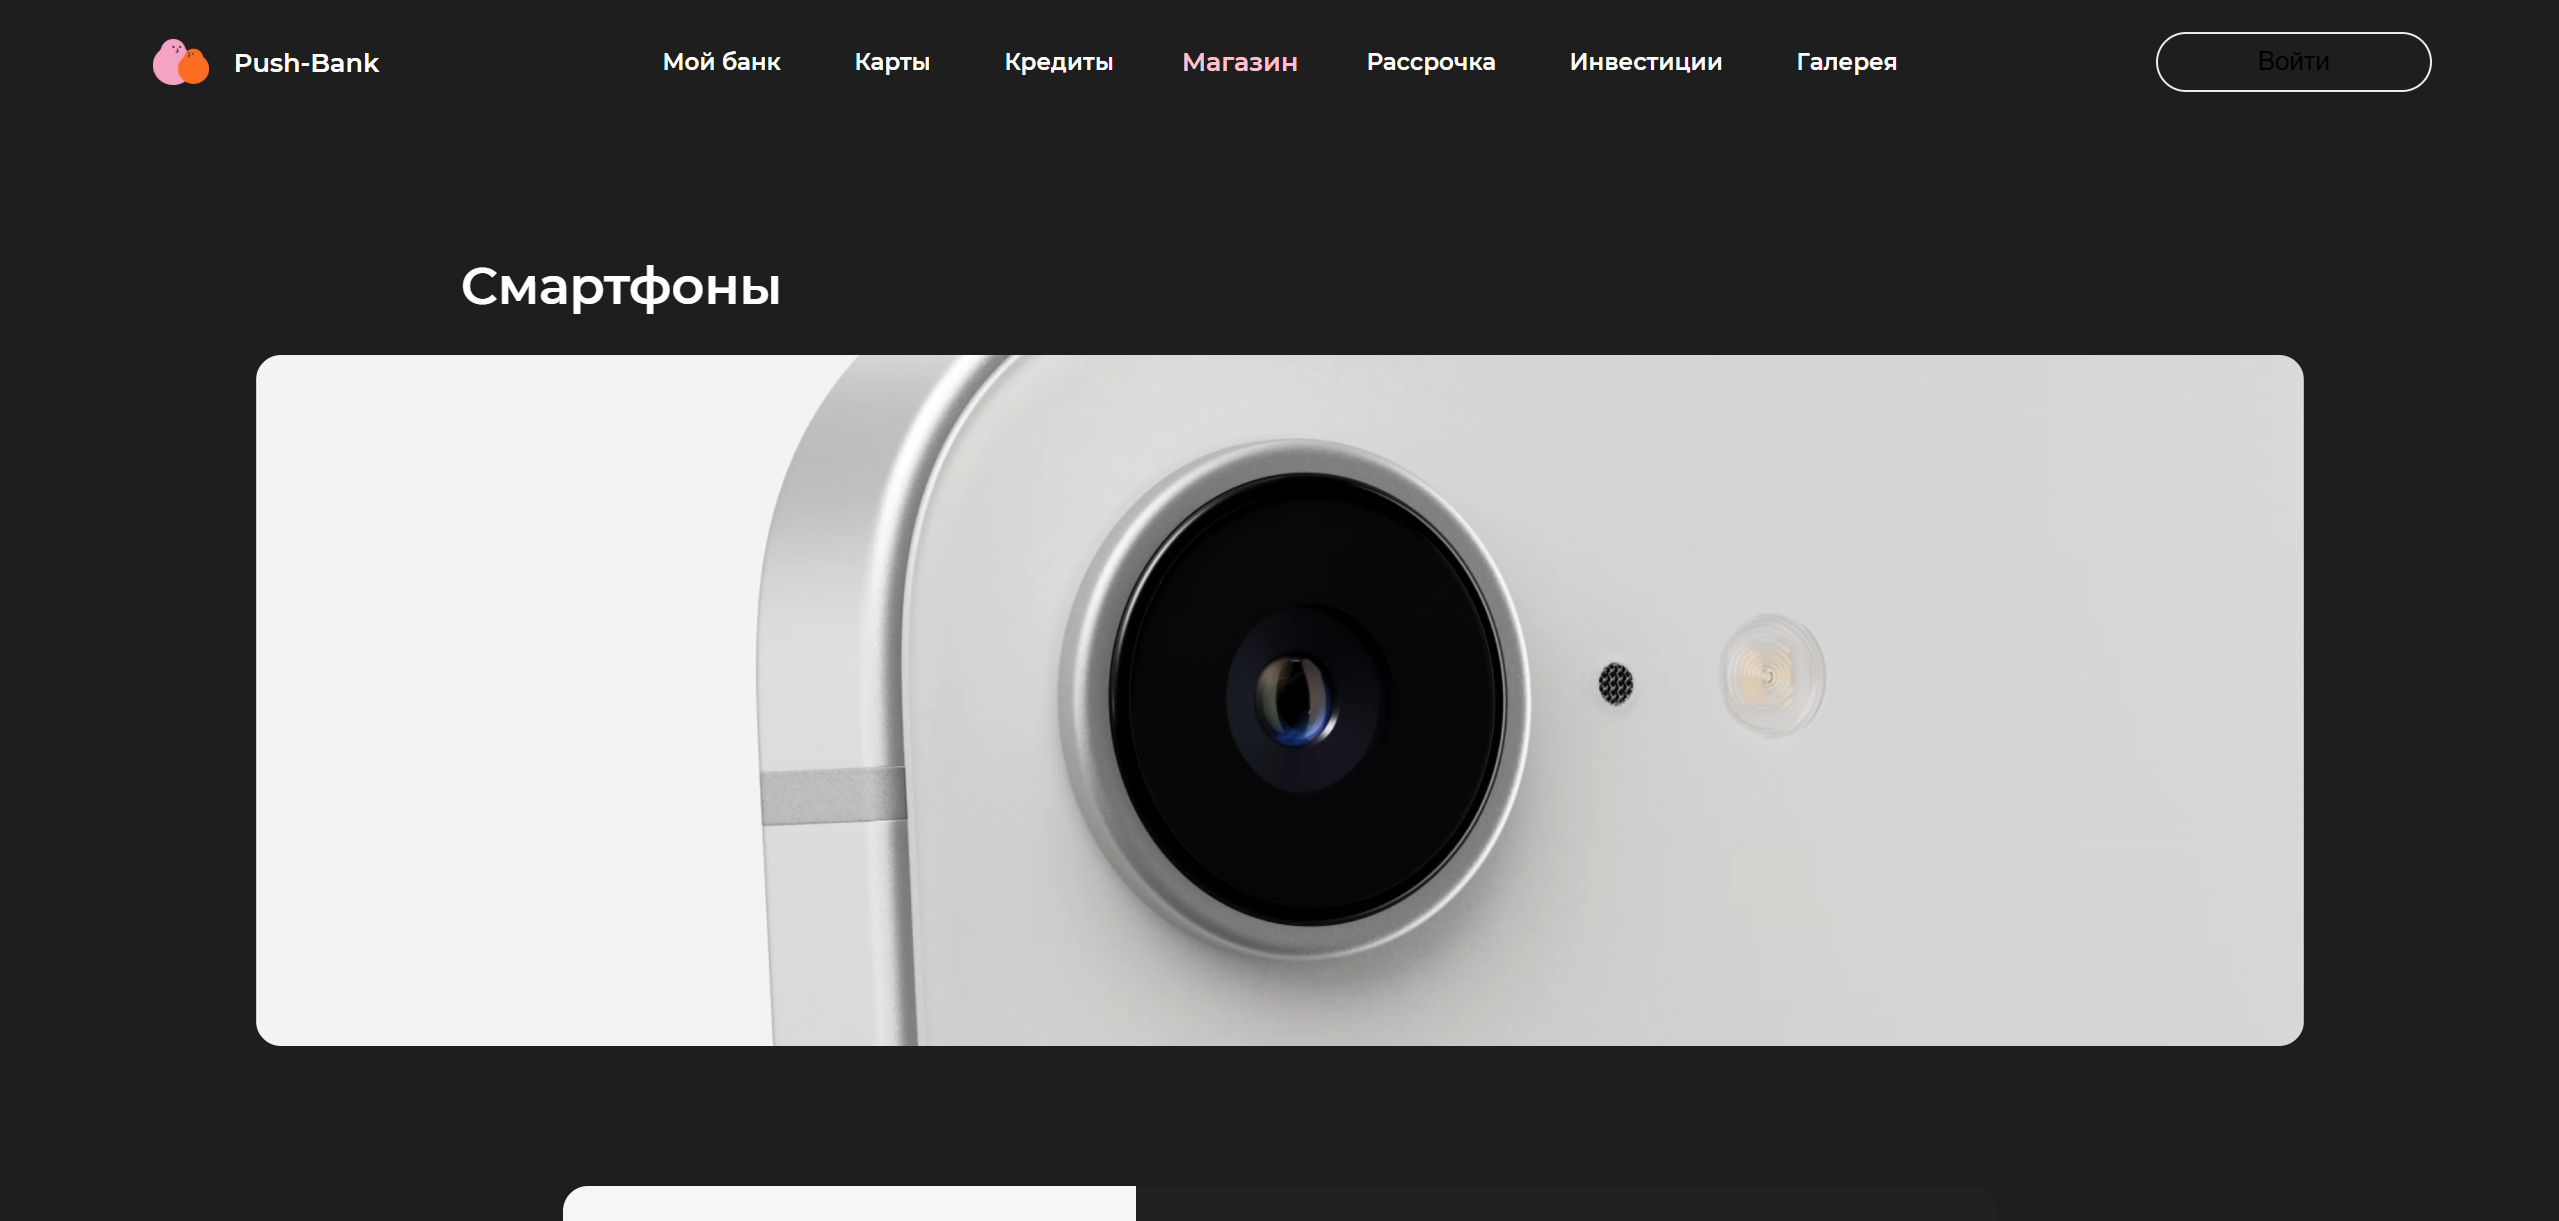 Push-Bank
Мой банк
Карты
Кредиты
Магазин
Рассрочка
Инвестиции
Галерея
Войти
Смартфоны